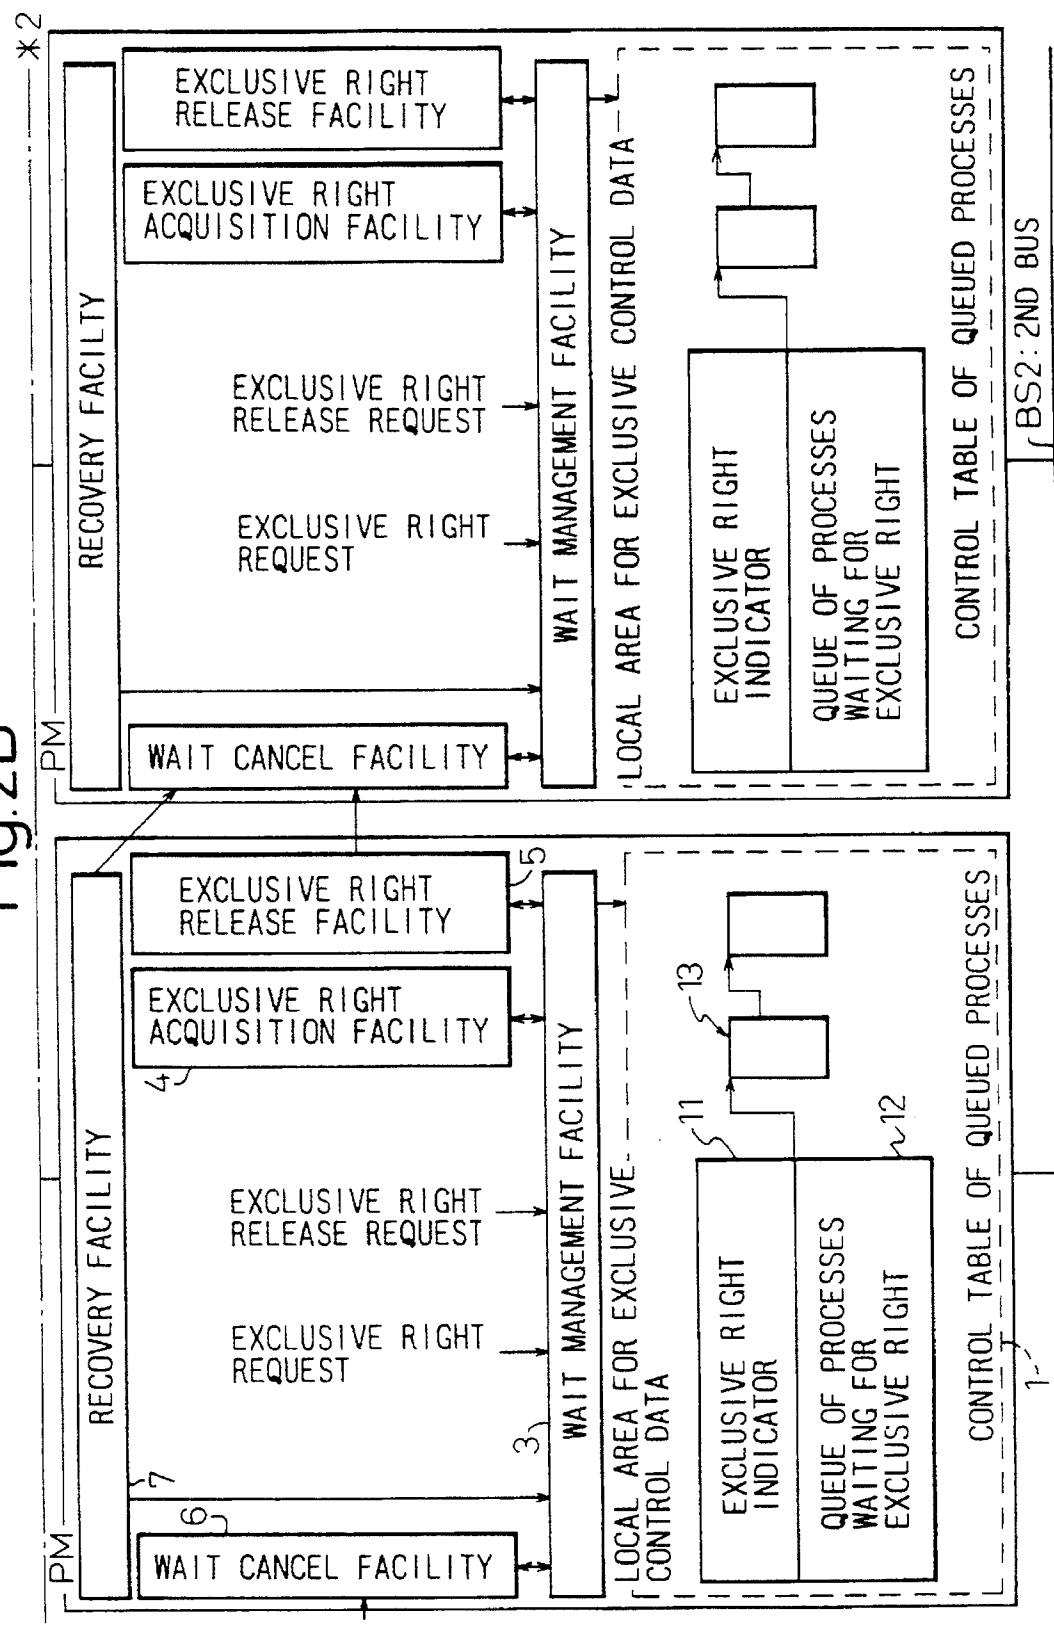 Fig.2B
*2
PM
RECOVERY FACILITY
7
WAIT CANCEL FACILITY
6
EXCLUSIVE RIGHT
REQUEST
EXCLUSIVE RIGHT
RELEASE REQUEST
EXCLUSIVE RIGHT
ACQUISITION FACILITY
4
EXCLUSIVE RIGHT
RELEASE FACILITY
5
3
WAIT MANAGEMENT FACILITY
LOCAL AREA FOR EXCLUSIVE
CONTROL DATA
EXCLUSIVE RIGHT
INDICATOR
11
QUEUE OF PROCESSES
WAITING FOR
EXCLUSIVE RIGHT
12
13
CONTROL TABLE OF QUEUED PROCESSES
1
PM
RECOVERY FACILTY
WAIT CANCEL FACILITY
EXCLUSIVE RIGHT
REQUEST
EXCLUSIVE RIGHT
RELEASE REQUEST
EXCLUSIVE RIGHT
ACQUISITION FACILITY
EXCLUSIVE RIGHT
RELEASE FACILITY
WAIT MANAGEMENT FACILITY
LOCAL AREA FOR EXCLUSIVE CONTROL DATA
EXCLUSIVE RIGHT
INDICATOR
QUEUE OF PROCESSES
WAITING FOR
EXCLUSIVE RIGHT
CONTROL TABLE OF QUEUED PROCESSES
BS2: 2ND BUS